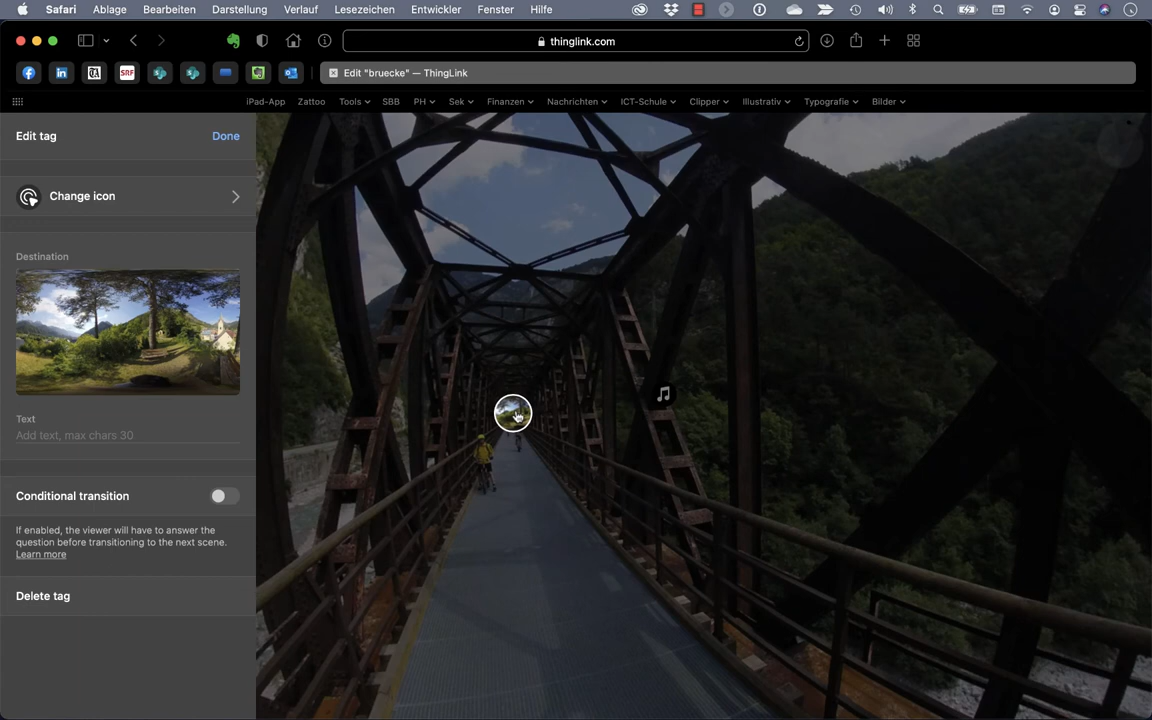 Safari Ablage Bearbeiten Darstellung Verlauf Lesezeichen Entwickler Fenster Hilfe
thinglink.com
SRF
Edit "bruecke" — ThingLink
iPad-App Zattoo Tools SBB PH Sek Finanzen Nachrichten ICT-Schule Clipper Illustrativ Typografie Bilder
Edit tag Done
Change icon
Destination
Text
Add text, max chars 30
Conditional transition
If enabled, the viewer will have to answer the
question before transitioning to the next scene.
Learn more
Delete tag